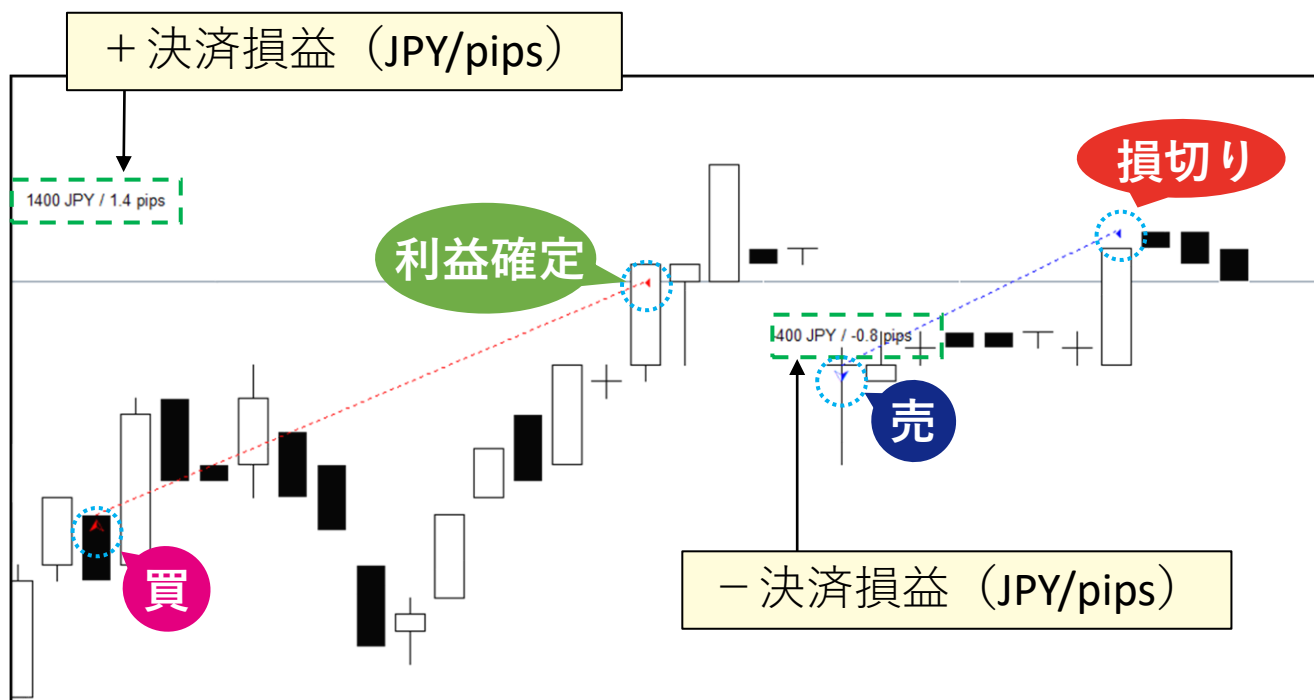 ＋決済損益（JPY/pips）
損切り
1400 JPY / 1.4 pips
利益確定
-400 JPY / -0.8 pips
売
買
－決済損益（JPY/pips）